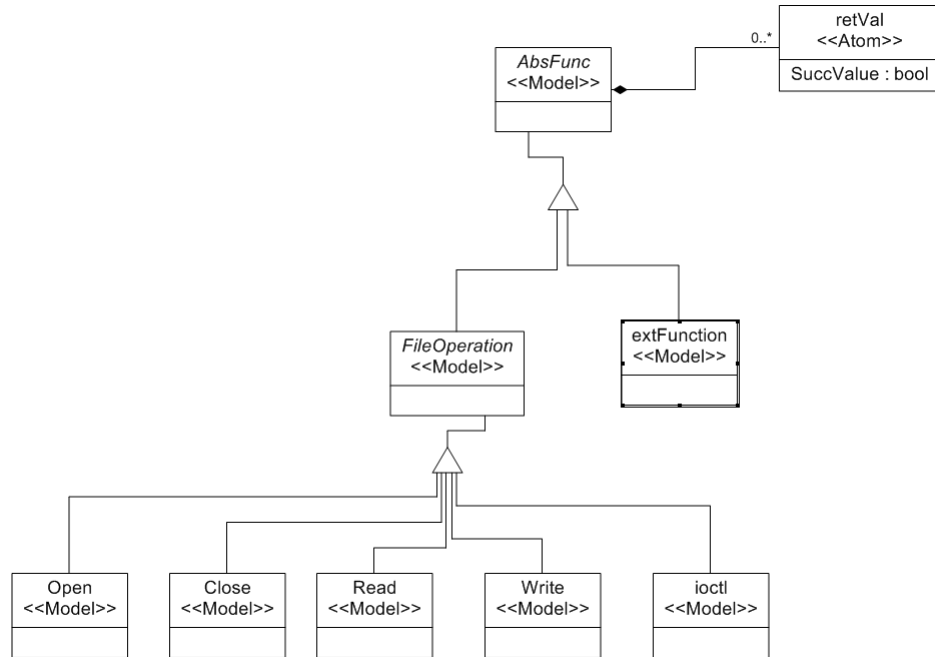 retVal
<<Atom>>
SuccValue : bool
0..*
AbsFunc
<<Model>>
FileOperation
<<Model>>
extFunction
<<Model>>
Open
<<Model>>
Close
<<Model>>
Read
<<Model>>
Write
<<Model>>
ioctl
<<Model>>